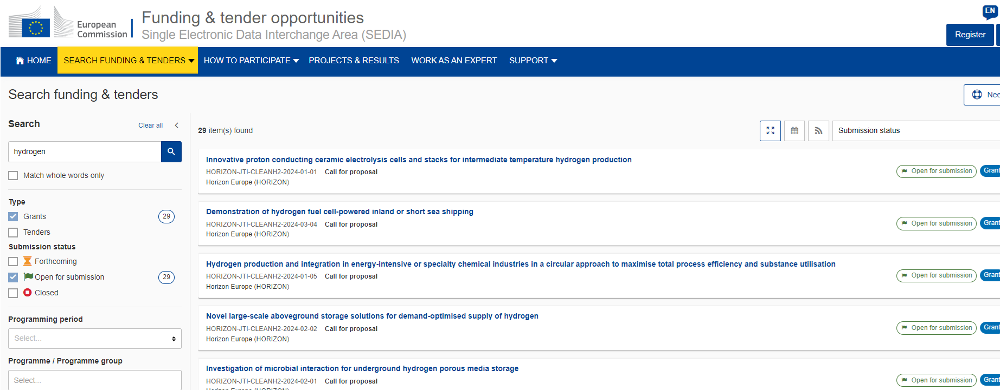 European
Commission
Funding & tender opportunities
Single Electronic Data Interchange Area (SEDIA)
EN
Register
HOME
SEARCH FUNDING & TENDERS
HOW TO PARTICIPATE
PROJECTS & RESULTS
WORK AS AN EXPERT
SUPPORT
Search funding & tenders
Nee
Search
Clear all
hydrogen
Match whole words only
Type
Grants
29
Tenders
Submission status
Forthcoming
Open for submission
29
Closed
Programming period
Select...
Programme / Programme group
Select...
29 item(s) found
Submission status
Innovative proton conducting ceramic electrolysis cells and stacks for intermediate temperature hydrogen production
HORIZON-JTI-CLEANH2-2024-01-01 Call for proposal
Horizon Europe (HORIZON)
Open for submission
Grant
Demonstration of hydrogen fuel cell-powered inland or short sea shipping
HORIZON-JTI-CLEANH2-2024-03-04 Call for proposal
Horizon Europe (HORIZON)
Open for submission
Grant
Hydrogen production and integration in energy-intensive or specialty chemical industries in a circular approach to maximise total process efficiency and substance utilisation
HORIZON-JTI-CLEANH2-2024-01-05 Call for proposal
Horizon Europe (HORIZON)
Open for submission
Grant
Novel large-scale aboveground storage solutions for demand-optimised supply of hydrogen
HORIZON-JTI-CLEANH2-2024-02-02 Call for proposal
Horizon Europe (HORIZON)
Open for submission
Grant
Investigation of microbial interaction for underground hydrogen porous media storage
HORIZON-JTI-CLEANH2-2024-02-01 Call for proposal
Horizon Europe (HORIZON)
Open for submission
Grant